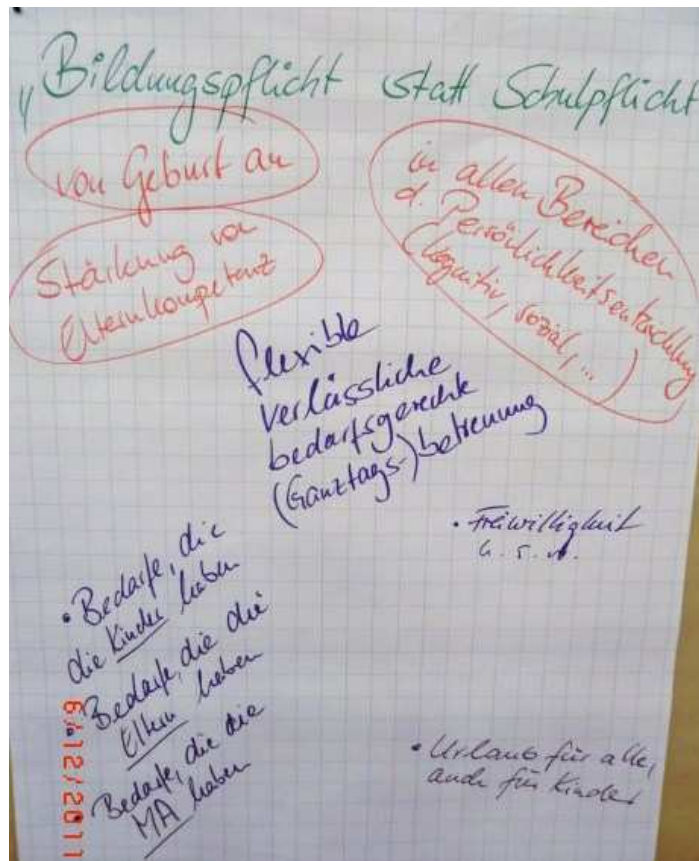 „Bildungspflicht statt Schulpflicht
von Geburt an
Stärkung von
Elternkompetenz
in allen Bereichen
d. Persönlichkeitsentwicklung
(kognitiv, sozial, ...)
flexible
verlässliche
bedarfsgerechte
(Ganztags-)betreuung
• Freiwilligkeit
• Bedarfe, die
die Kinder haben
• Bedarfe, die die
Eltern haben
• Bedarfe, die die
MA haben
• Urlaub für alle,
auch für Kinder
6/12/2011